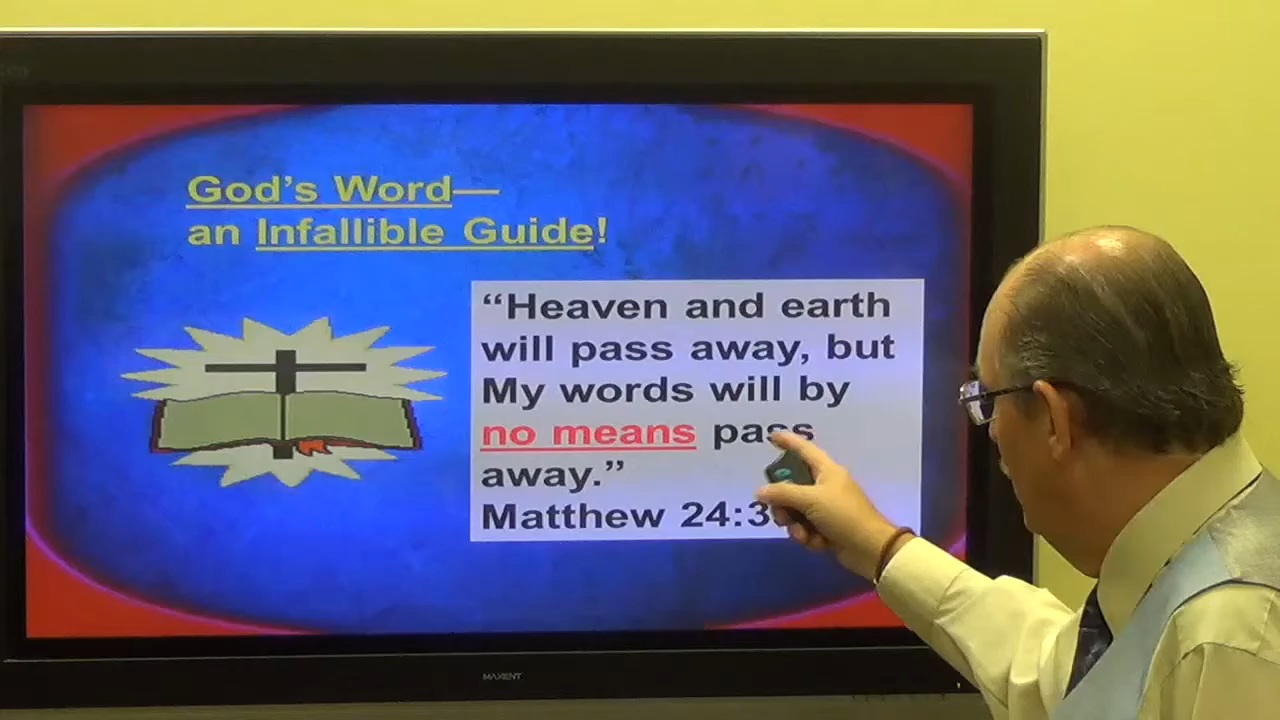 God's Word—
an Infallible Guide!
“Heaven and earth
will pass away, but
My words will by
no means pass
away.”
Matthew 24:3
MAXENT